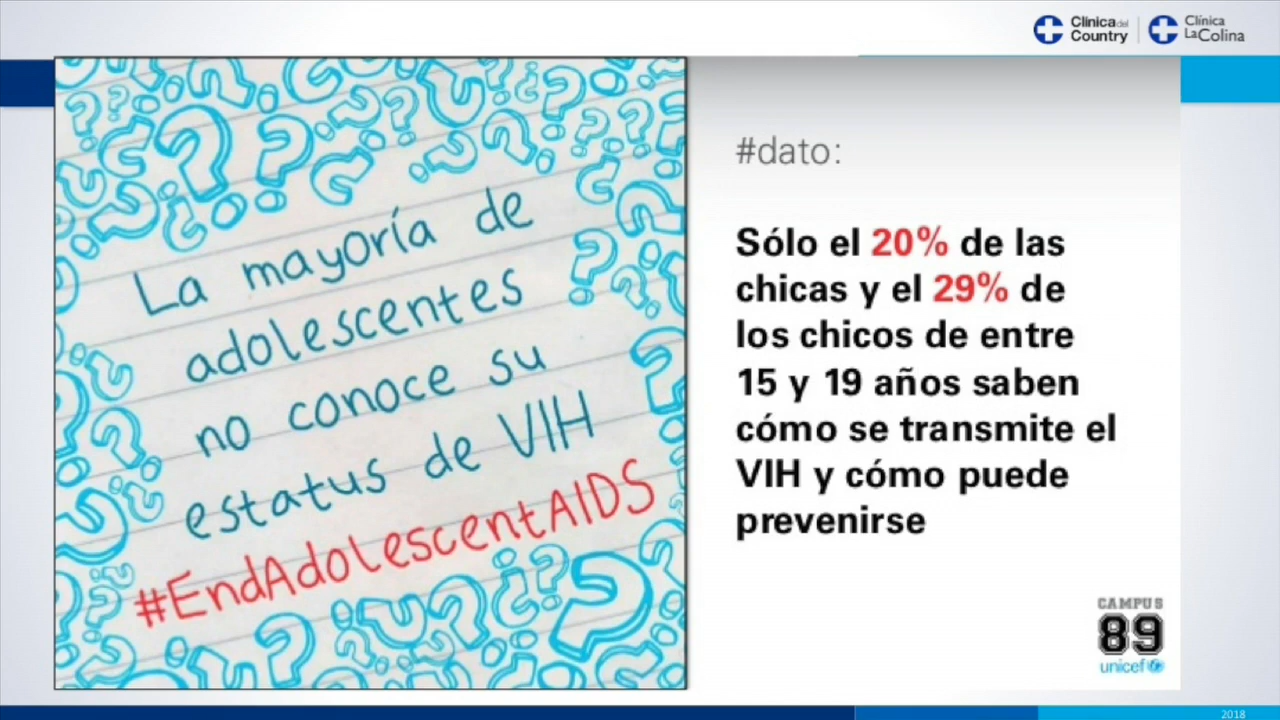 Clínica del
Country
Clínica
La Colina
La mayoría de
adolescentes
no conoce su
estatus de VIH
#EndAdolescentAIDS
#dato:
Sólo el 20% de las
chicas y el 29% de
los chicos de entre
15 y 19 años saben
cómo se transmite el
VIH y cómo puede
prevenirse
CAMPUS
89
unicef
2018